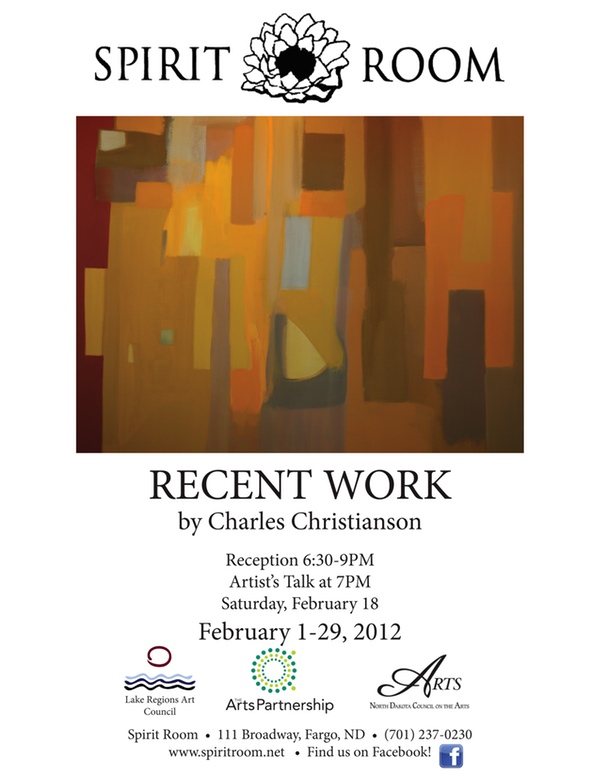 SPIRIT ROOM
RECENT WORK
by Charles Christianson
Reception 6:30-9PM
Artist's Talk at 7PM
Saturday, February 18
February 1-29, 2012
Lake Regions Art
Council
The ArtsPartnership
ARTS
NORTH DAKOTA COUNCIL ON THE ARTS
Spirit Room • 111 Broadway, Fargo, ND • (701) 237-0230
www.spiritroom.net • Find us on Facebook! f